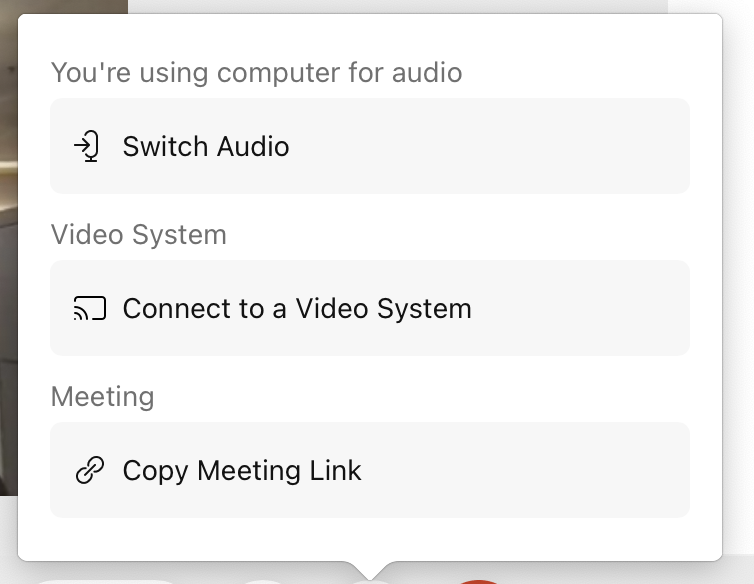 You're using computer for audio
Switch Audio
Video System
Connect to a Video System
Meeting
Copy Meeting Link